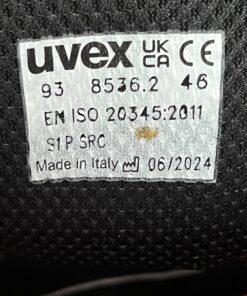 uvex UK CA CE
93 8536.2 46
EN ISO 20345:2011
S1P SRC
Made in Italy 06/2024